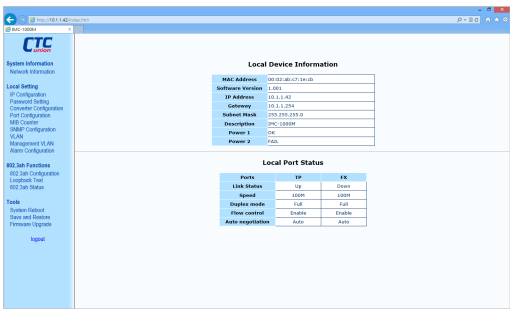 http://10.1.1.42/index.htm
IMC-1000M
CTC
union
System Information
Network Information
Local Setting
IP Configuration
Password Setting
Converter Configuration
Port Configuration
MIB Counter
SNMP Configuration
VLAN
Management VLAN
Alarm Configuration
802.3ah Functions
802.3ah Configuration
Loopback Test
802.3ah Status
Tools
System Reboot
Save and Restore
Firmware Upgrade
logout
Local Device Information
MAC Address 00:02:ab:c7:1e:cb
Software Version 1.001
IP Address 10.1.1.42
Gateway 10.1.1.254
Subnet Mask 255.255.255.0
Description IMC-1000M
Power 1 OK
Power 2 FAIL
Local Port Status
Ports TP FX
Link Status Up Down
Speed 100M 100M
Duplex mode Full Full
Flow control Enable Enable
Auto negotiation Auto Auto